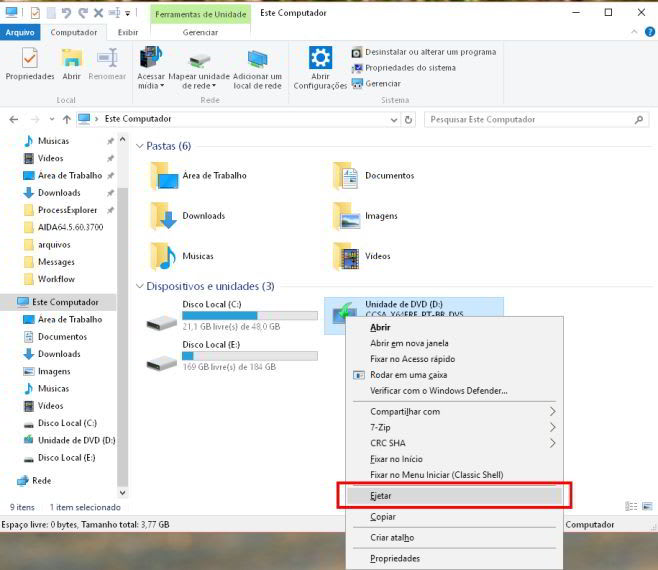 Ferramentas de Unidade
Este Computador
Arquivo
Computador
Exibir
Gerenciar
Propriedades
Abrir
Renomear
Acessar mídia
Mapear unidade de rede
Adicionar um local de rede
Abrir Configurações
Desinstalar ou alterar um programa
Propriedades do sistema
Gerenciar
Local
Rede
Sistema
Este Computador
Pesquisar Este Computador
Músicas
Vídeos
Área de Trabalho
Downloads
ProcessExplorer
AIDA64.5.60.3700
arquivos
Messages
Workflow
Este Computador
Área de Trabalho
Documentos
Downloads
Imagens
Músicas
Vídeos
Disco Local (C:)
Unidade de DVD (D:)
Disco Local (E:)
Rede
Pastas (6)
Área de Trabalho
Documentos
Downloads
Imagens
Músicas
Vídeos
Dispositivos e unidades (3)
Disco Local (C:)
21,1 GB livre(s) de 48,0 GB
Unidade de DVD (D:)
CCSA_X64FRE_PT-BR_DV5
Disco Local (E:)
169 GB livre(s) de 184 GB
Abrir
Abrir em nova janela
Fixar no Acesso rápido
Rodar em uma caixa
Verificar com o Windows Defender...
Compartilhar com
7-Zip
CRC SHA
Fixar no Início
Fixar no Menu Iniciar (Classic Shell)
Ejetar
Copiar
Criar atalho
Propriedades
9 itens
1 item selecionado
Espaço livre: 0 bytes, Tamanho total: 3,77 GB
Computador